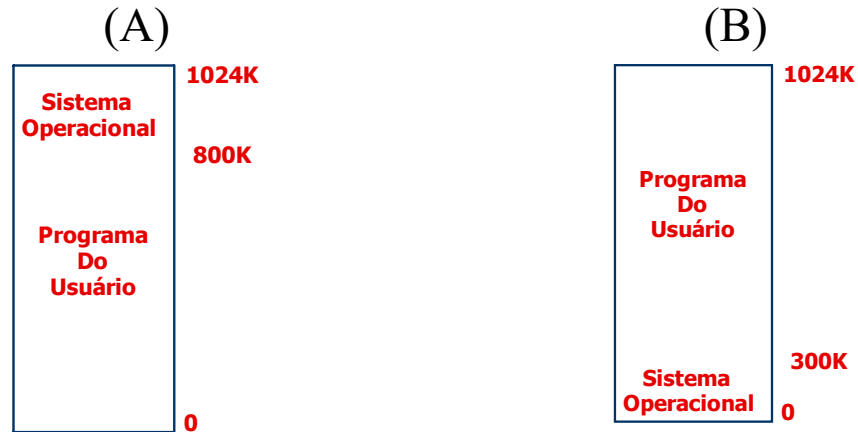 (A)
1024K
Sistema
Operacional
800K
Programa
Do
Usuário
0
(B)
1024K
Programa
Do
Usuário
300K
Sistema
Operacional
0